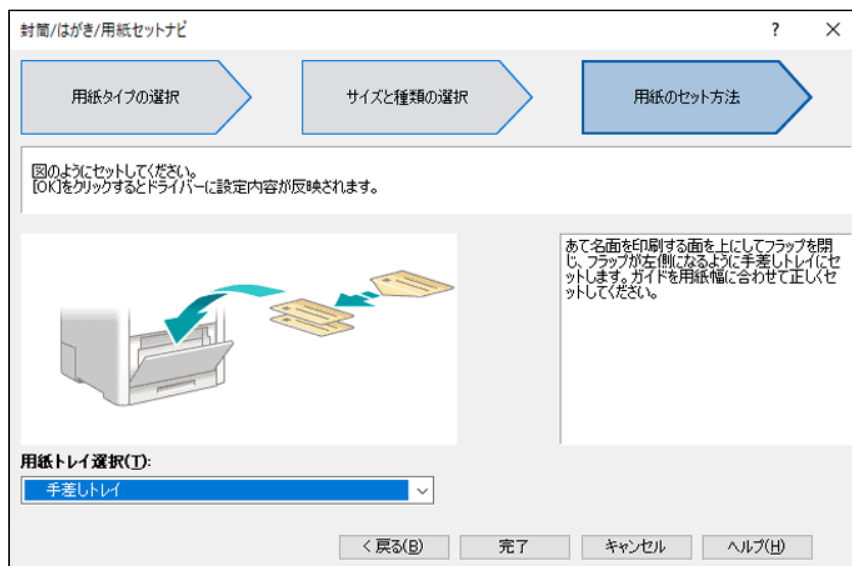 封筒/はがき/用紙セットナビ
?
用紙タイプの選択
サイズと種類の選択
用紙のセット方法
図のようにセットしてください。
[OK]をクリックするとドライバーに設定内容が反映されます。
あて名面を印刷する面を上にしてフラップを閉
じ、フラップが左側になるように手差しトレイにセ
ットします。ガイドを用紙幅に合わせて正しくセ
ットしてください。
用紙トレイ選択(T):
手差しトレイ
< 戻る(B)
完了
キャンセル
ヘルプ(H)